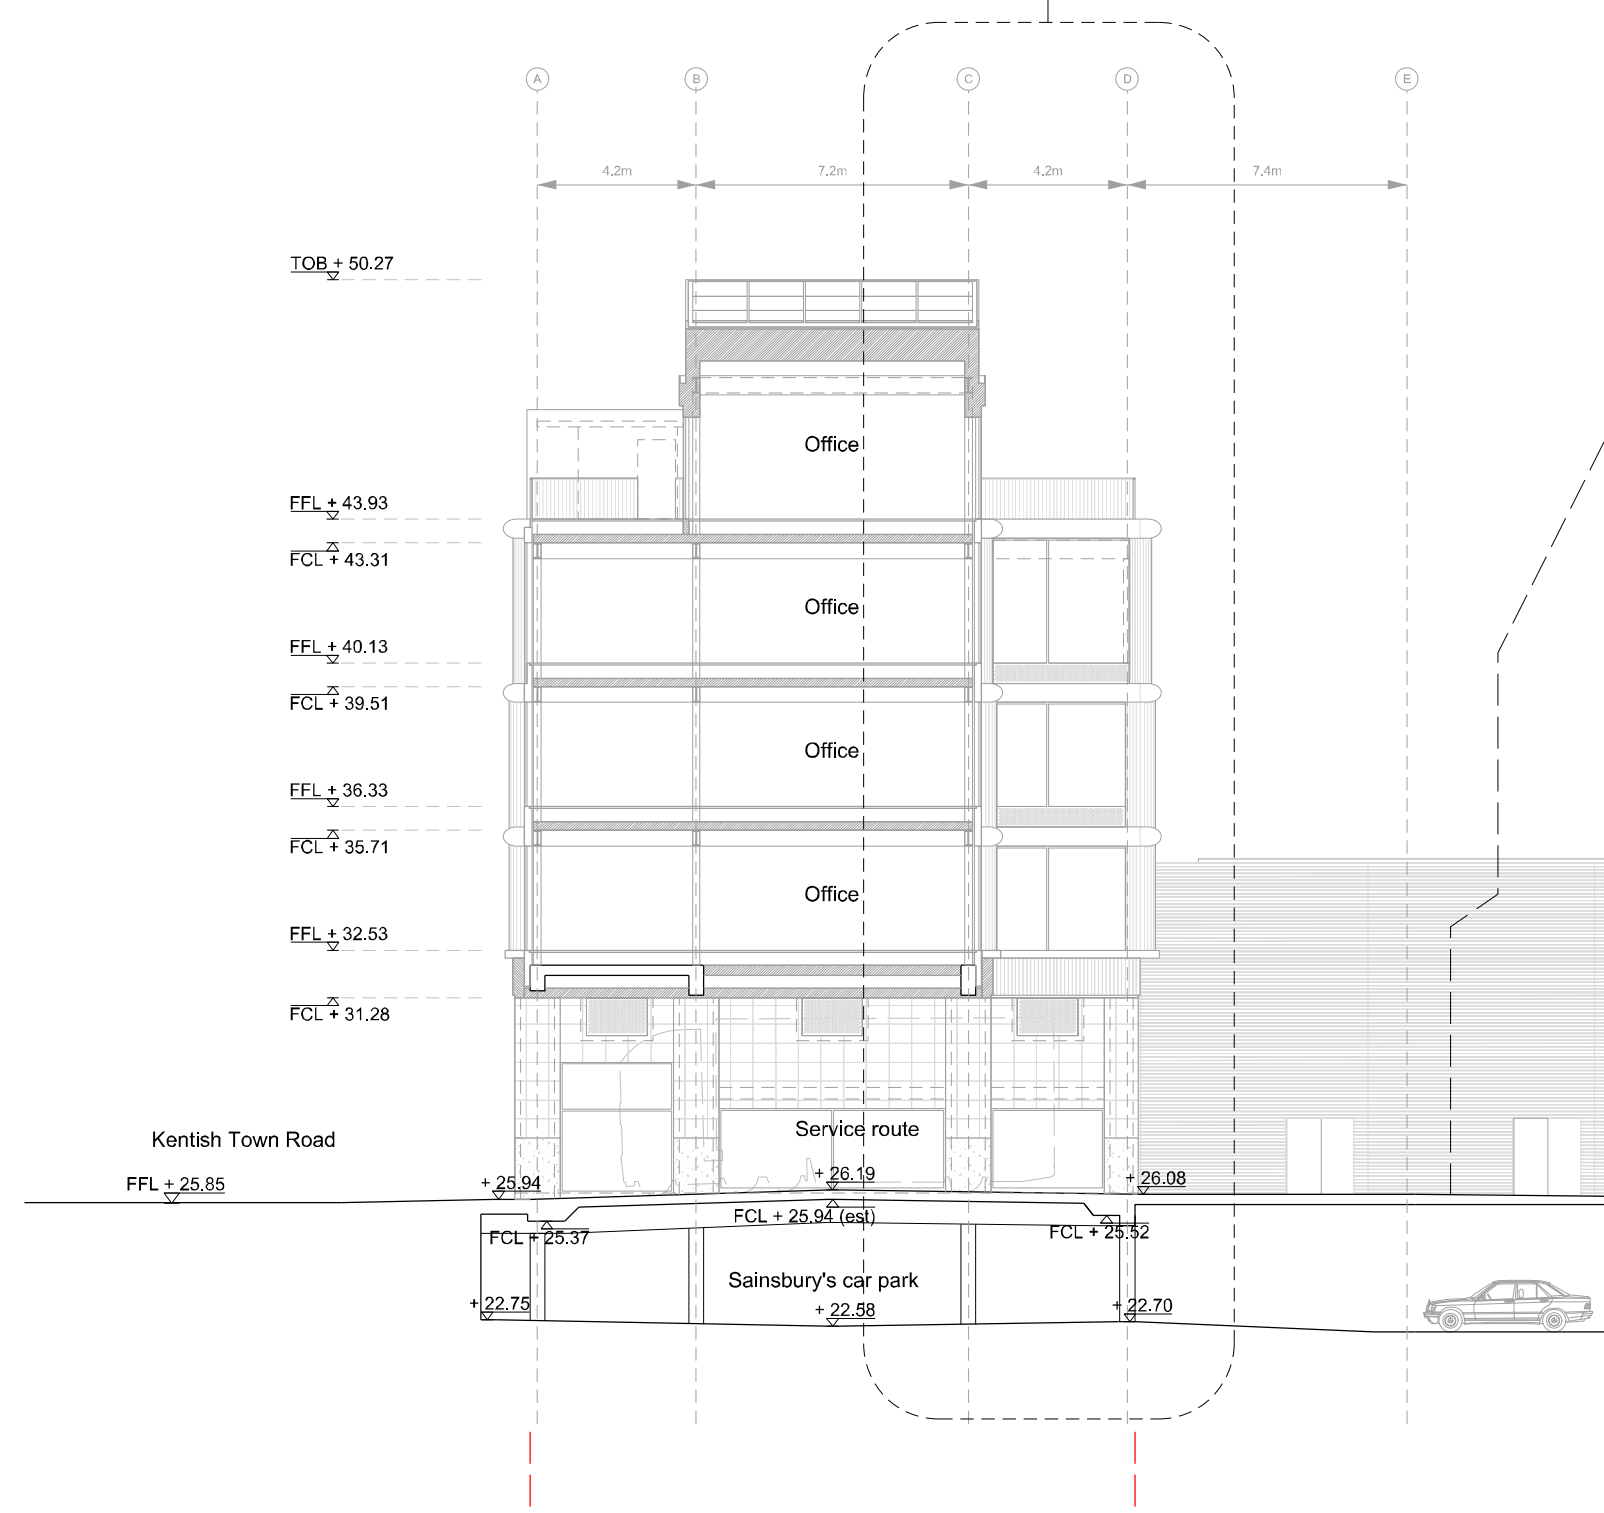 A B C D E
4.2m 7.2m 4.2m 7.4m
TOB + 50.27
Office
FFL + 43.93
FCL + 43.31
Office
FFL + 40.13
FCL + 39.51
Office
FFL + 36.33
FCL + 35.71
Office
FFL + 32.53
FCL + 31.28
Kentish Town Road
Service route
FFL + 25.85
+ 25.94
+ 26.19
+ 26.08
FCL + 25.94 (est)
FCL + 25.37
FCL + 25.52
Sainsbury's car park
+ 22.75
+ 22.58
+ 22.70